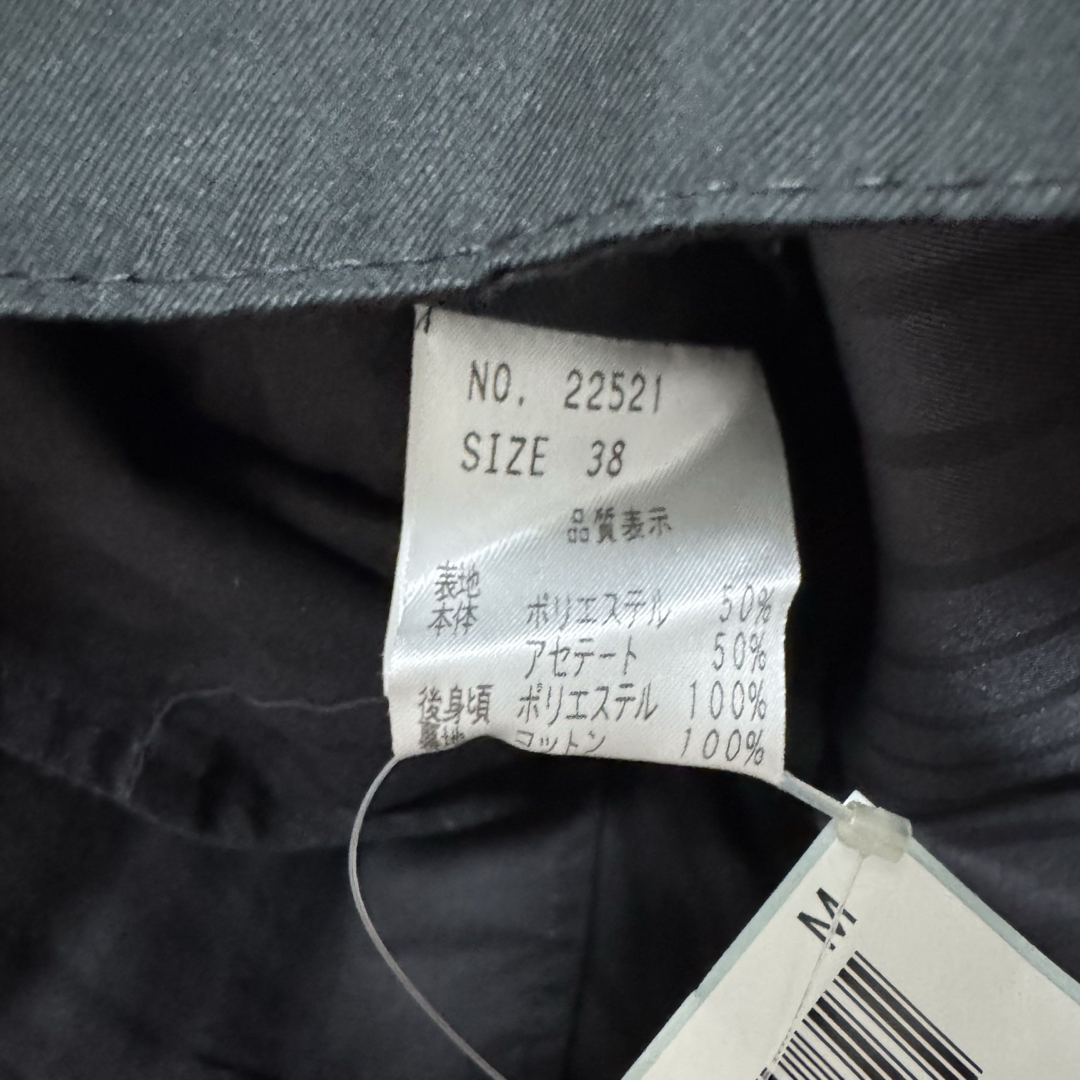 NO. 22521
SIZE 38
品質表示
表地
本体 ポリエステル 50%
アセテート 50%
後身頃 ポリエステル 100%
裏地 コットン 100%
M